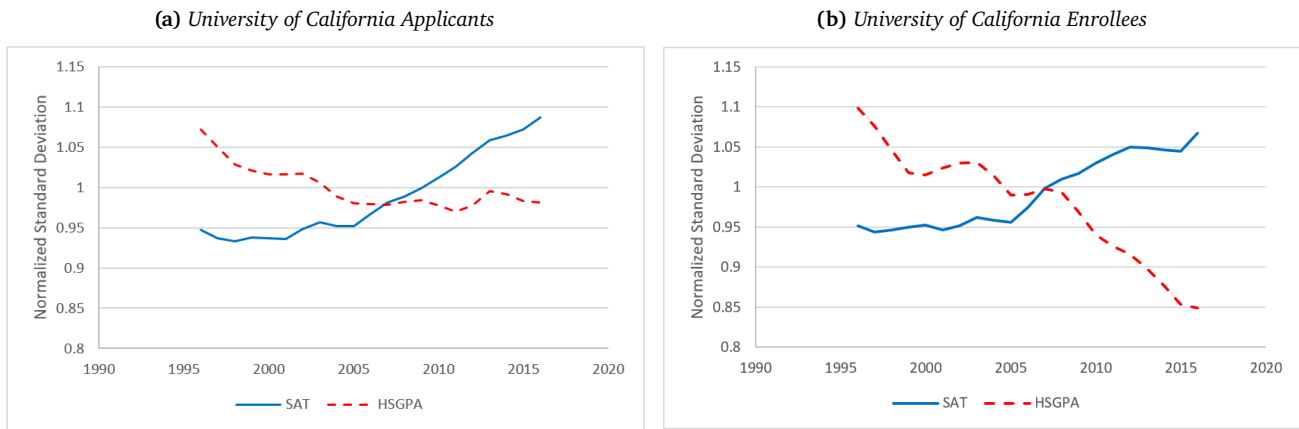 (a) University of California Applicants
Normalized Standard Deviation
1.15
1.1
1.05
1
0.95
0.9
0.85
0.8
1990 1995 2000 2005 2010 2015 2020
SAT HSGPA
(b) University of California Enrollees
Normalized Standard Deviation
1.15
1.1
1.05
1
0.95
0.9
0.85
0.8
1990 1995 2000 2005 2010 2015 2020
SAT HSGPA